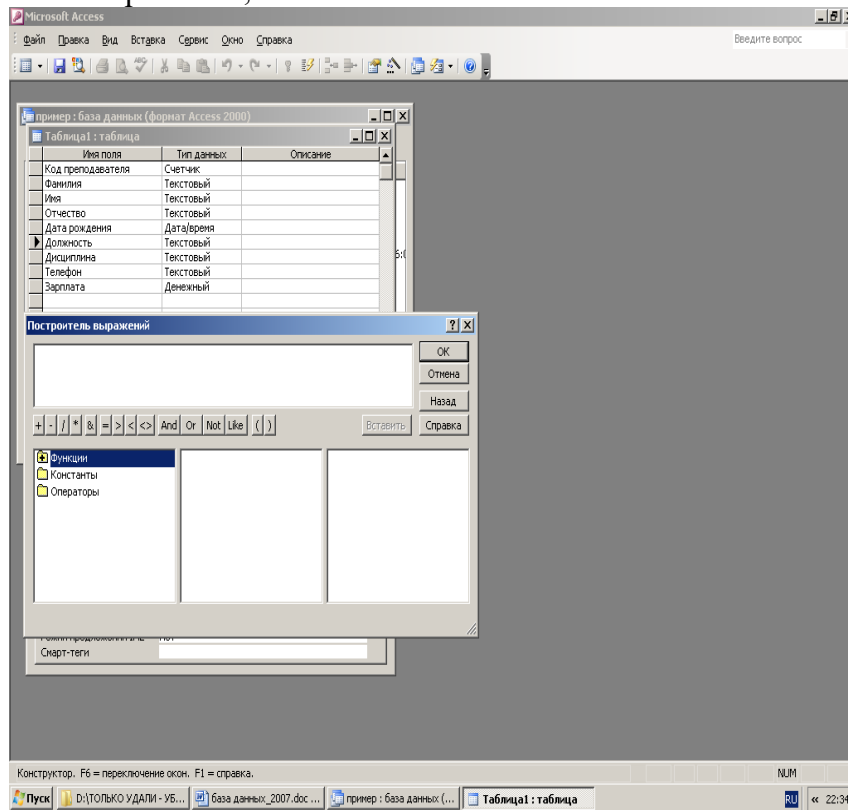 Microsoft Access
Файл Правка Вид Вставка Сервис Окно Справка
Введите вопрос
пример : база данных (формат Access 2000)
Таблица1 : таблица
Имя поля Тип данных Описание
Код преподавателя Счетчик
Фамилия Текстовый
Имя Текстовый
Отчество Текстовый
Дата рождения Дата/время
Должность Текстовый
Дисциплина Текстовый
Телефон Текстовый
Зарплата Денежный
Построитель выражений
ОК
Отмена
Назад
+ - / * & = > < <> And Or Not Like ( ) Вставить Справка
Функции
Константы
Операторы
Смарт-теги
Конструктор. F6 = переключение окон. F1 = справка. NUM
Пуск D:\ТОЛЬКО УДАЛИ - УБ... база данных_2007.doc ... пример : база данных (... Таблица1 : таблица RU « 22:34